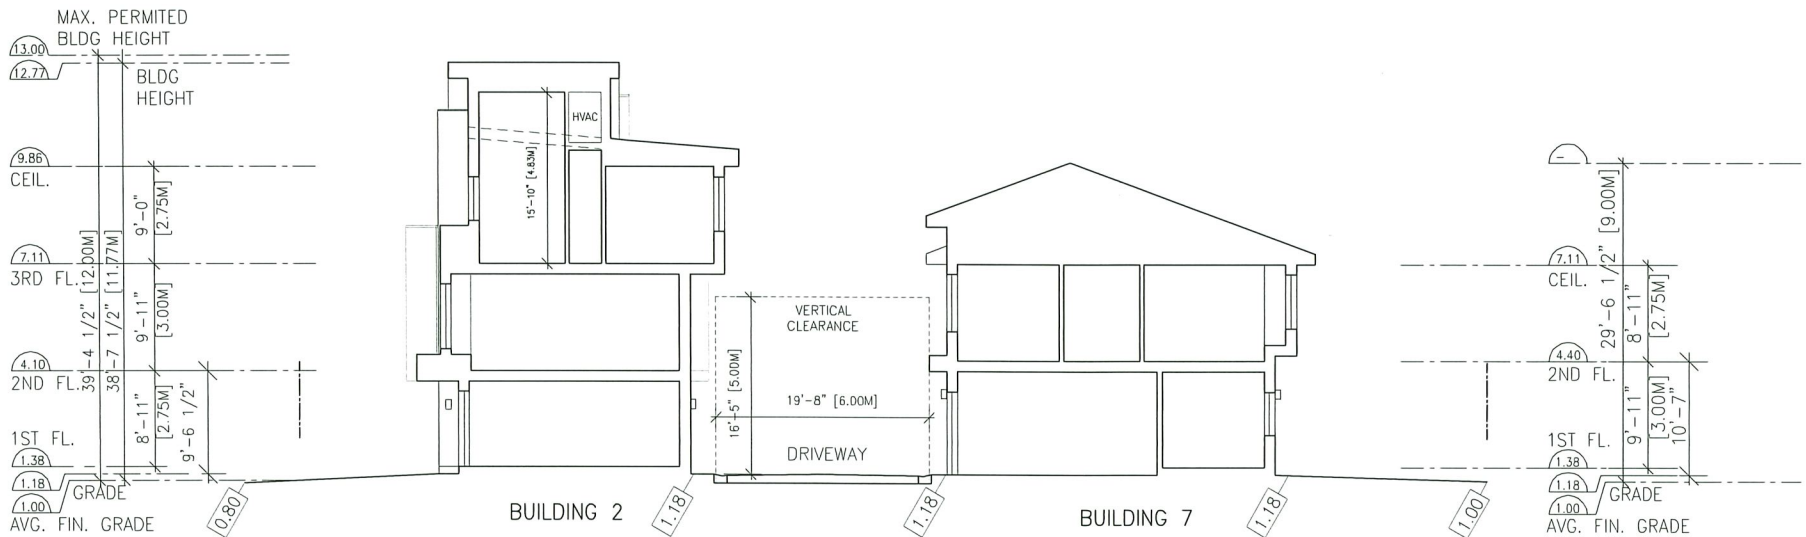 MAX. PERMITED
BLDG HEIGHT
13.00
12.77
BLDG
HEIGHT
9.86
CEIL.
9'-0"
[2.75M]
7.11
3RD FL.
39'-4 1/2" [12.00M]
38'-7 1/2" [11.77M]
9'-11"
[3.00M]
4.10
2ND FL.
8'-11"
[2.75M]
9'-6 1/2"
1ST FL.
1.38
1.18
GRADE
1.00
AVG. FIN. GRADE
0.80
HVAC
15'-10" [4.83M]
BUILDING 2
1.18
VERTICAL
CLEARANCE
16'-5" [5.00M]
19'-8" [6.00M]
DRIVEWAY
1.18
BUILDING 7
1.18
1.00
-
29'-6 1/2" [9.00M]
7.11
CEIL.
8'-11"
[2.75M]
4.40
2ND FL.
9'-11"
[3.00M]
10'-7"
1ST FL.
1.38
1.18
GRADE
1.00
AVG. FIN. GRADE